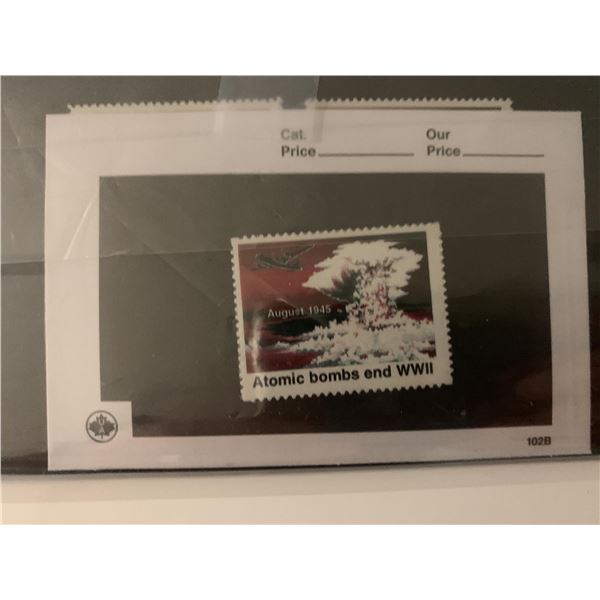 Cat. Our
Price Price
August 1945
Atomic bombs end WWII
102B